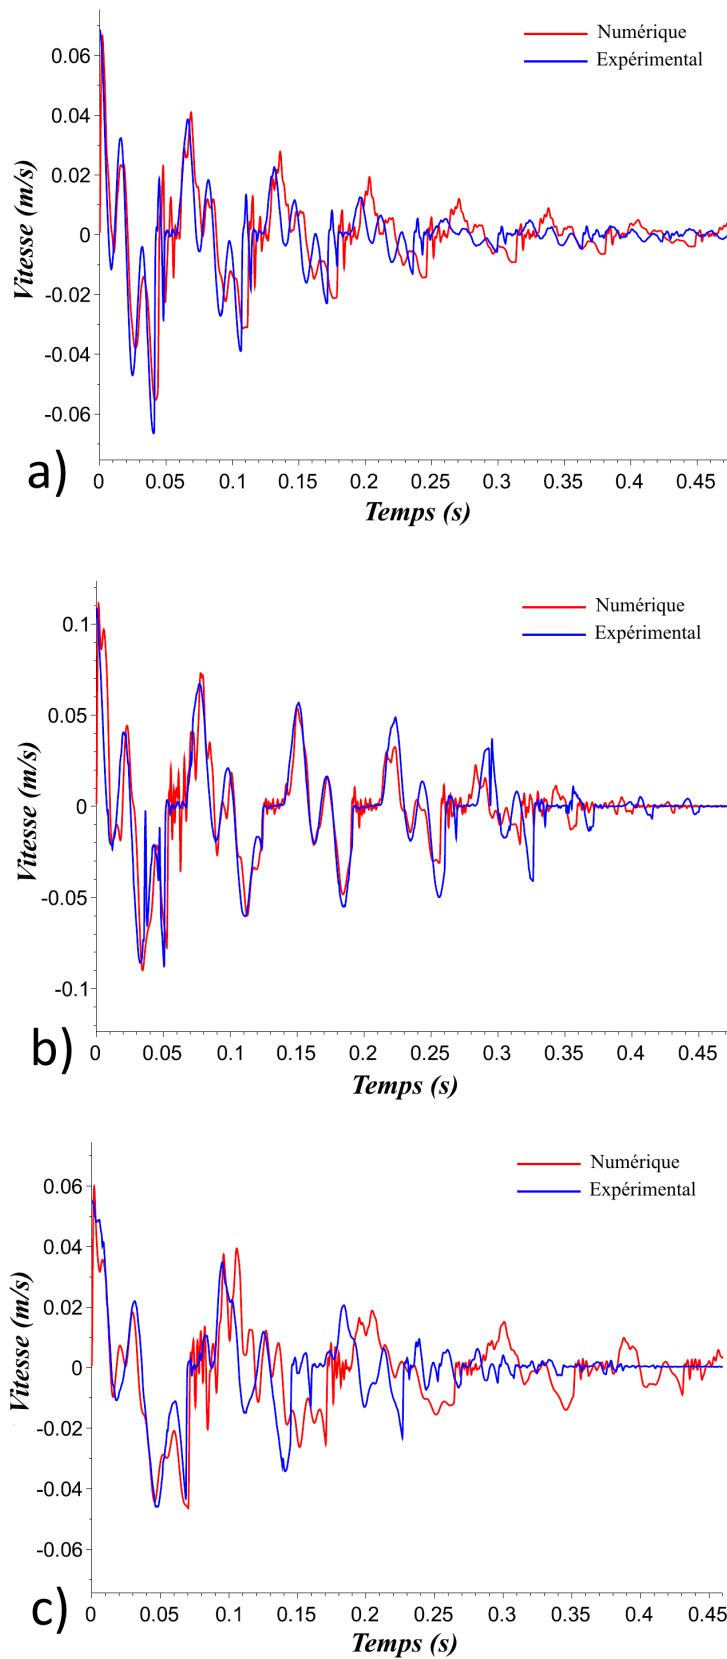 Numérique
Expérimental
0.06
0.04
0.02
0
-0.02
-0.04
-0.06
Vitesse (m/s)
0 0.05 0.1 0.15 0.2 0.25 0.3 0.35 0.4 0.45
Temps (s)
a)
Numérique
Expérimental
0.1
0.05
0
-0.05
-0.1
Vitesse (m/s)
0 0.05 0.1 0.15 0.2 0.25 0.3 0.35 0.4 0.45
Temps (s)
b)
Numérique
Expérimental
0.06
0.04
0.02
0
-0.02
-0.04
-0.06
Vitesse (m/s)
0 0.05 0.1 0.15 0.2 0.25 0.3 0.35 0.4 0.45
Temps (s)
c)